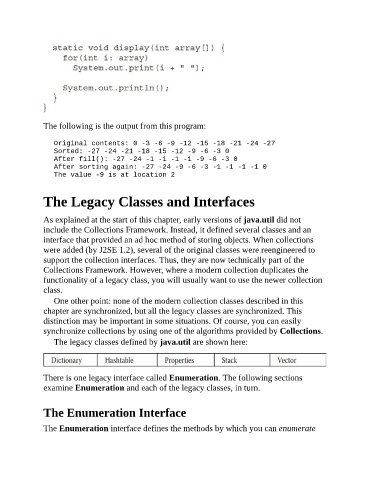 static void display(int array[]) {
for(int i: array)
System.out.print(i + " ");
System.out.println();
}
}
The following is the output from this program:
Original contents: 0 -3 -6 -9 -12 -15 -18 -21 -24 -27
Sorted: -27 -24 -21 -18 -15 -12 -9 -6 -3 0
After fill(): -27 -24 -1 -1 -1 -1 -9 -6 -3 0
After sorting again: -27 -24 -9 -6 -3 -1 -1 -1 -1 0
The value -9 is at location 2
The Legacy Classes and Interfaces
As explained at the start of this chapter, early versions of java.util did not
include the Collections Framework. Instead, it defined several classes and an
interface that provided an ad hoc method of storing objects. When collections
were added (by J2SE 1.2), several of the original classes were reengineered to
support the collection interfaces. Thus, they are now technically part of the
Collections Framework. However, where a modern collection duplicates the
functionality of a legacy class, you will usually want to use the newer collection
class.
One other point: none of the modern collection classes described in this
chapter are synchronized, but all the legacy classes are synchronized. This
distinction may be important in some situations. Of course, you can easily
synchronize collections by using one of the algorithms provided by Collections.
The legacy classes defined by java.util are shown here:
Dictionary Hashtable Properties Stack Vector
There is one legacy interface called Enumeration. The following sections
examine Enumeration and each of the legacy classes, in turn.
The Enumeration Interface
The Enumeration interface defines the methods by which you can enumerate